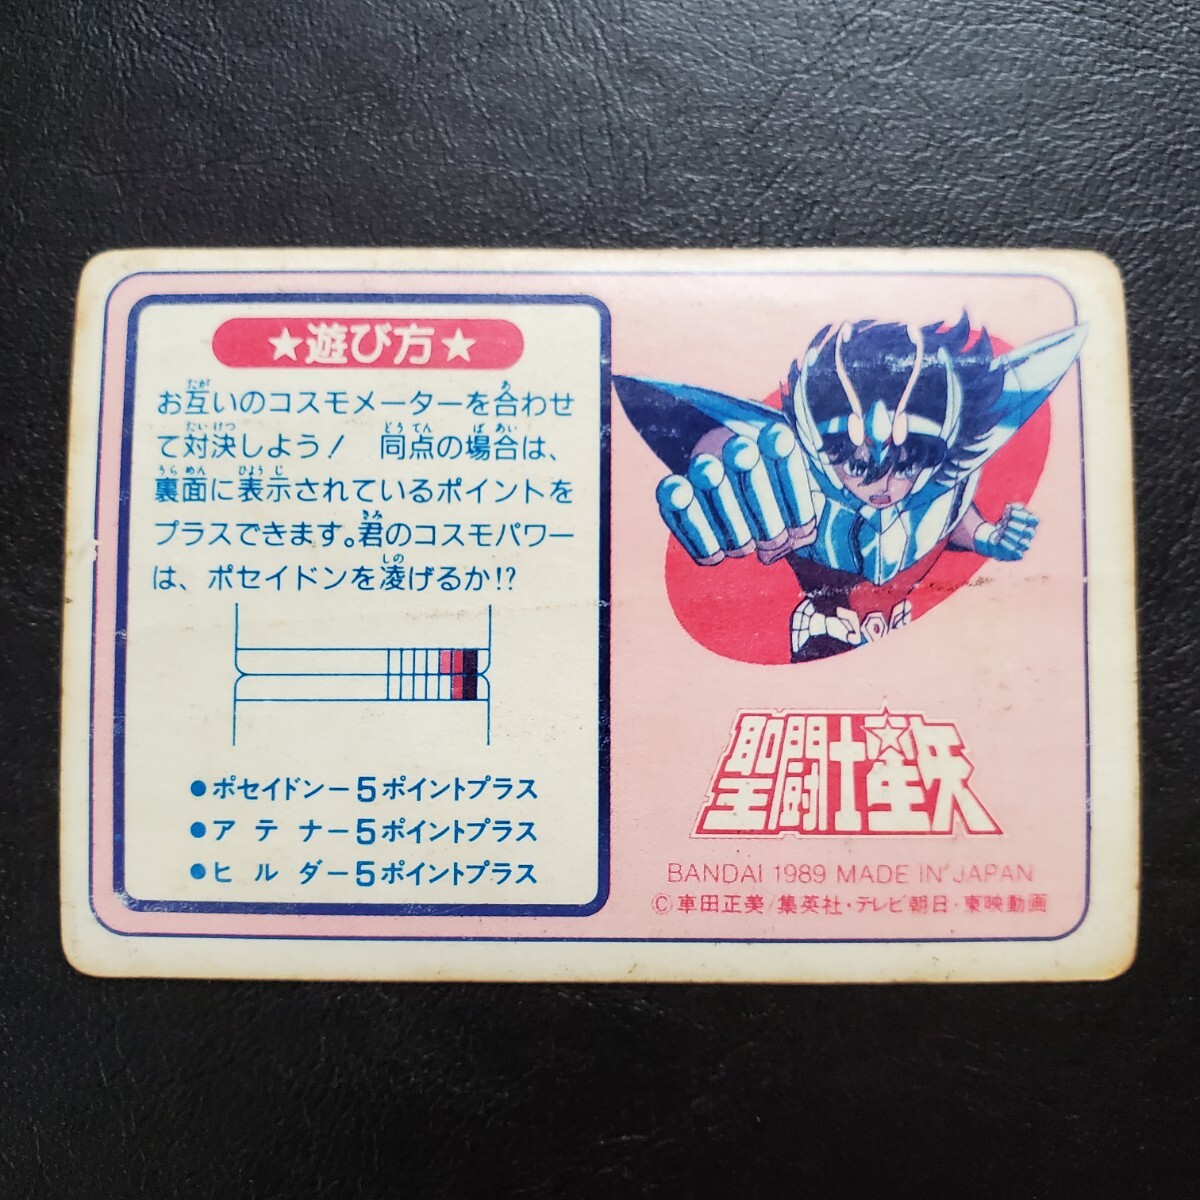 ★遊び方★
お互いのコスモメーターを合わせ
て対決しよう! 同点の場合は、
裏面に表示されているポイントを
プラスできます。君のコスモパワー
は、ポセイドンを凌げるか!?
●ポセイドン−5ポイントプラス
●アテナ−5ポイントプラス
●ヒルダ−5ポイントプラス
聖闘士星矢
BANDAI 1989 MADE IN JAPAN
©車田正美/集英社・テレビ朝日・東映動画